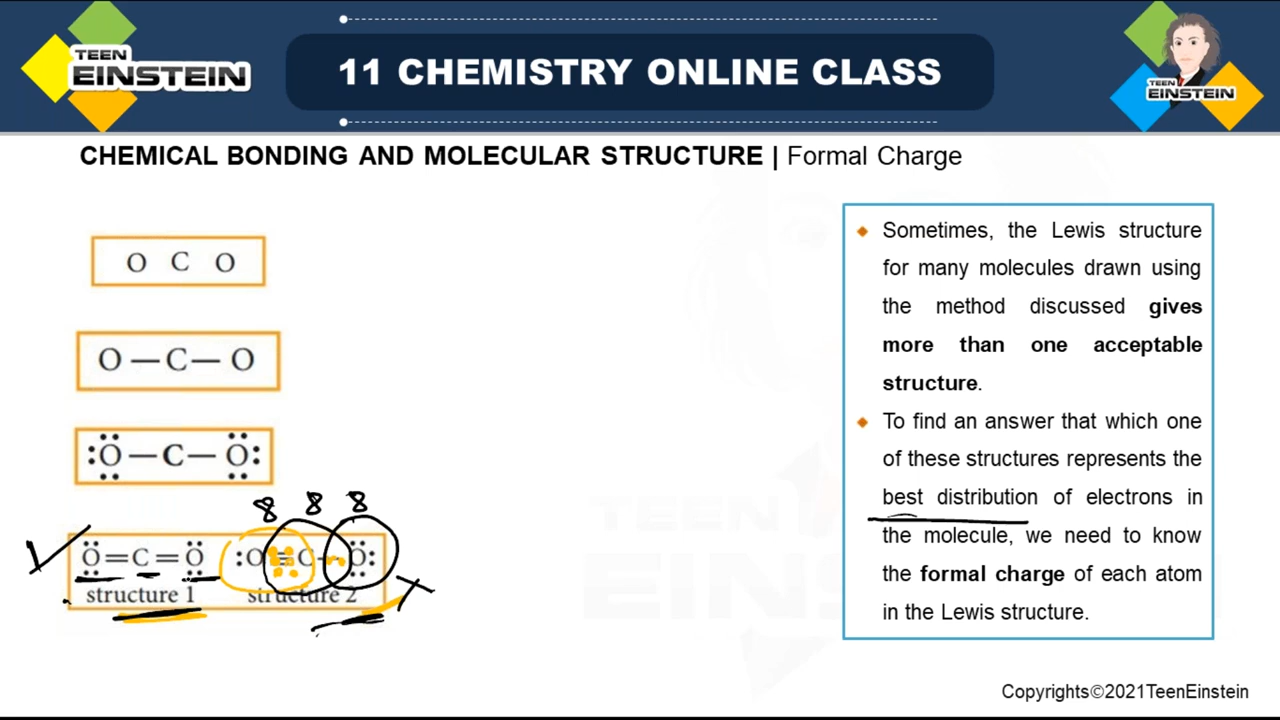 TEEN
EINSTEIN
11 CHEMISTRY ONLINE CLASS
TEEN
EINSTEIN
CHEMICAL BONDING AND MOLECULAR STRUCTURE | Formal Charge
O C O
O — C — O
:Ö — C — Ö:
8 8 8
Ö = C = Ö :O ≡ C — Ö:
structure 1 structure 2
◆ Sometimes, the Lewis structure
for many molecules drawn using
the method discussed gives
more than one acceptable
structure.
◆ To find an answer that which one
of these structures represents the
best distribution of electrons in
the molecule, we need to know
the formal charge of each atom
in the Lewis structure.
TEEN
EINSTEIN
Copyrights©2021TeenEinstein